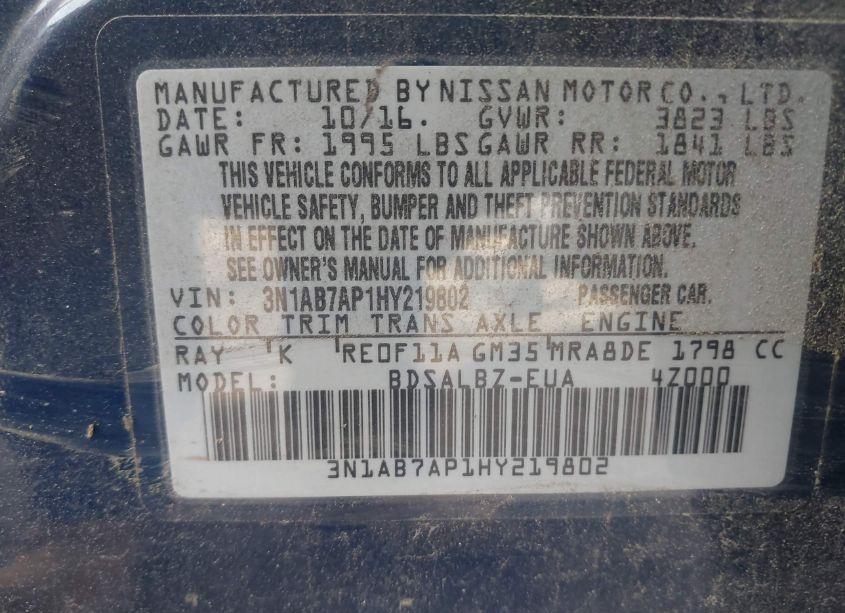 MANUFACTURED BY NISSAN MOTOR CO., LTD.
DATE: 10/16. GVWR: 3823 LBS
GAWR FR: 1995 LBS GAWR RR: 1841 LBS
THIS VEHICLE CONFORMS TO ALL APPLICABLE FEDERAL MOTOR
VEHICLE SAFETY, BUMPER AND THEFT PREVENTION STANDARDS
IN EFFECT ON THE DATE OF MANUFACTURE SHOWN ABOVE.
SEE OWNER'S MANUAL FOR ADDITIONAL INFORMATION.
VIN: 3N1AB7AP1HY219802 PASSENGER CAR.
COLOR TRIM TRANS AXLE ENGINE
RAY K RE0F11A GM35 MRA8DE 1798 CC
MODEL: BDSALBZ-EUA 4Z000
3N1AB7AP1HY219802